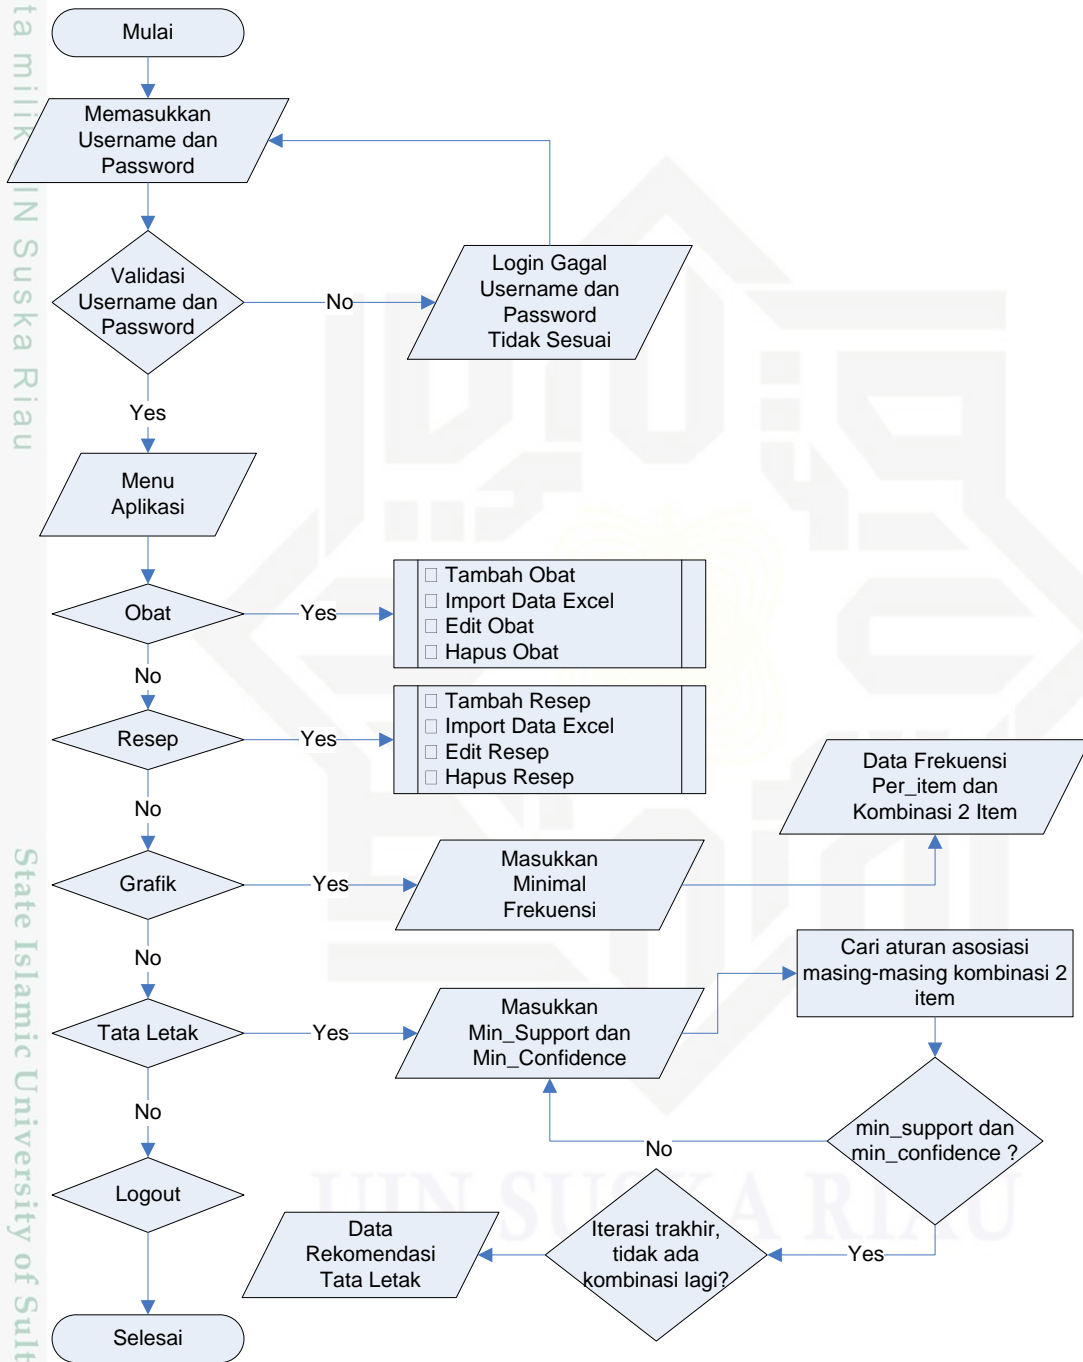 Mulai
Memasukkan
Username dan
Password
Validasi
Username dan
Password
No
Login Gagal
Username dan
Password
Tidak Sesuai
Yes
Menu
Aplikasi
Obat
Yes
Tambah Obat
Import Data Excel
Edit Obat
Hapus Obat
No
Resep
Yes
Tambah Resep
Import Data Excel
Edit Resep
Hapus Resep
No
Grafik
Yes
Masukkan
Minimal
Frekuensi
Data Frekuensi
Per_item dan
Kombinasi 2 Item
No
Tata Letak
Yes
Masukkan
Min_Support dan
Min_Confidence
Cari aturan asosiasi
masing-masing kombinasi 2
item
min_support dan
min_confidence ?
No
Yes
Iterasi trakhir,
tidak ada
kombinasi lagi?
Data
Rekomendasi
Tata Letak
No
Logout
Selesai
UIN SUSKA RIAU
ta milik
IN Suska Riau
State Islamic University of Sult